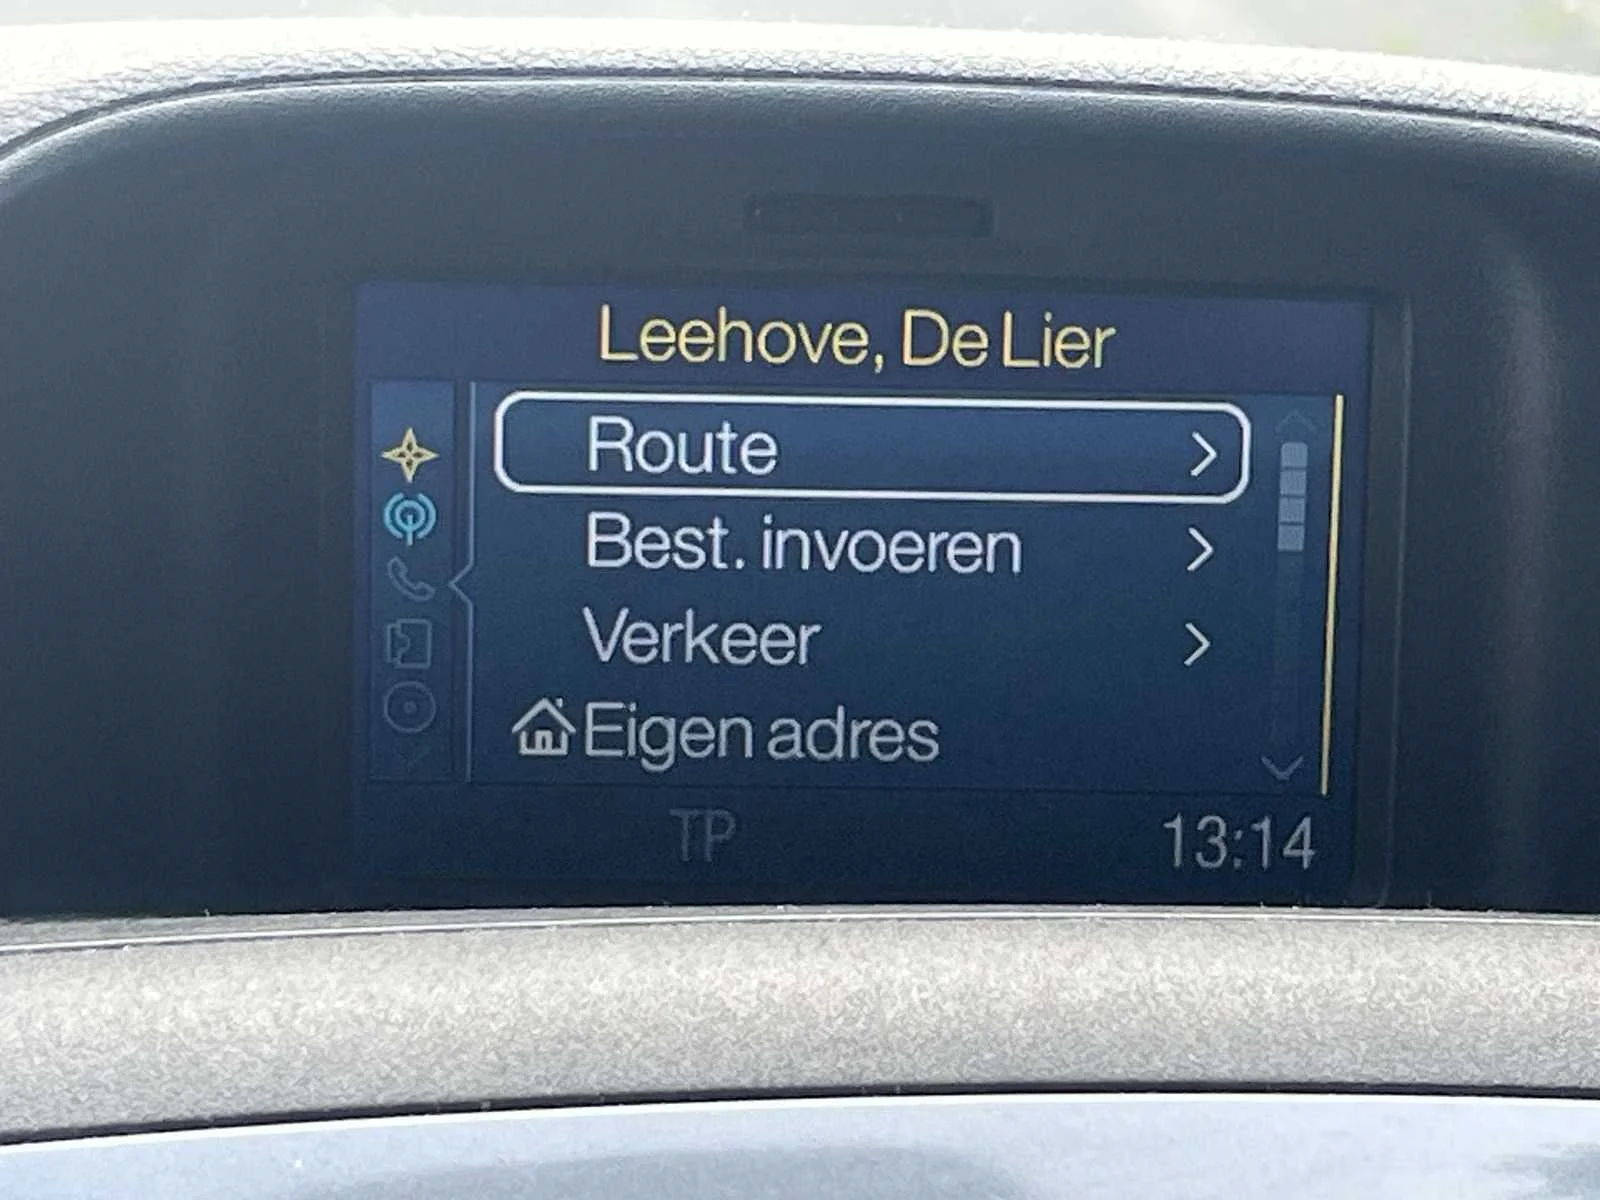 Leehove, De Lier
Route
Best. invoeren
Verkeer
Eigen adres
TP
13:14